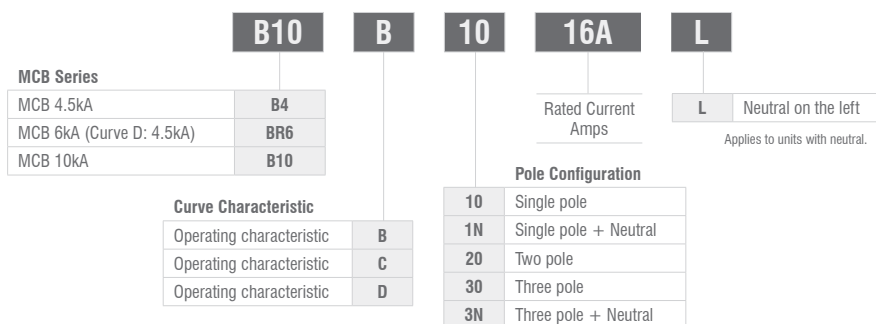 B10 B 10 16A L
MCB Series
MCB 4.5kA B4
MCB 6kA (Curve D: 4.5kA) BR6
MCB 10kA B10
Rated Current
Amps
L Neutral on the left
Applies to units with neutral.
Curve Characteristic
Operating characteristic B
Operating characteristic C
Operating characteristic D
Pole Configuration
10 Single pole
1N Single pole + Neutral
20 Two pole
30 Three pole
3N Three pole + Neutral